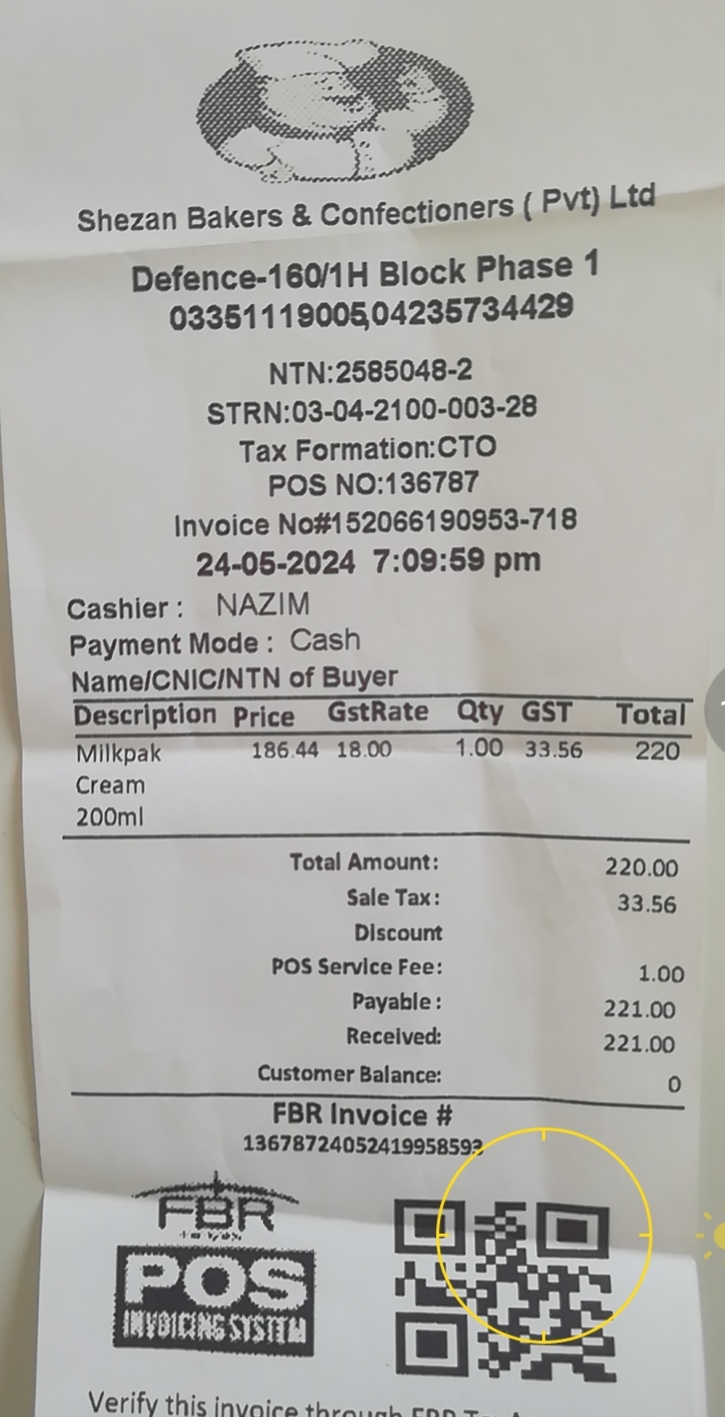 Shezan Bakers & Confectioners ( Pvt) Ltd
Defence-160/1H Block Phase 1
03351119005,04235734429
NTN:2585048-2
STRN:03-04-2100-003-28
Tax Formation:CTO
POS NO:136787
Invoice No#152066190953-718
24-05-2024 7:09:59 pm
Cashier : NAZIM
Payment Mode : Cash
Name/CNIC/NTN of Buyer
Description Price GstRate Qty GST Total
Milkpak 186.44 18.00 1.00 33.56 220
Cream
200ml
Total Amount: 220.00
Sale Tax: 33.56
Discount
POS Service Fee: 1.00
Payable : 221.00
Received: 221.00
Customer Balance: 0
FBR Invoice #
13678724052419958593
FBR
POS
INVOICING SYSTEM
Verify this invoice through FBR